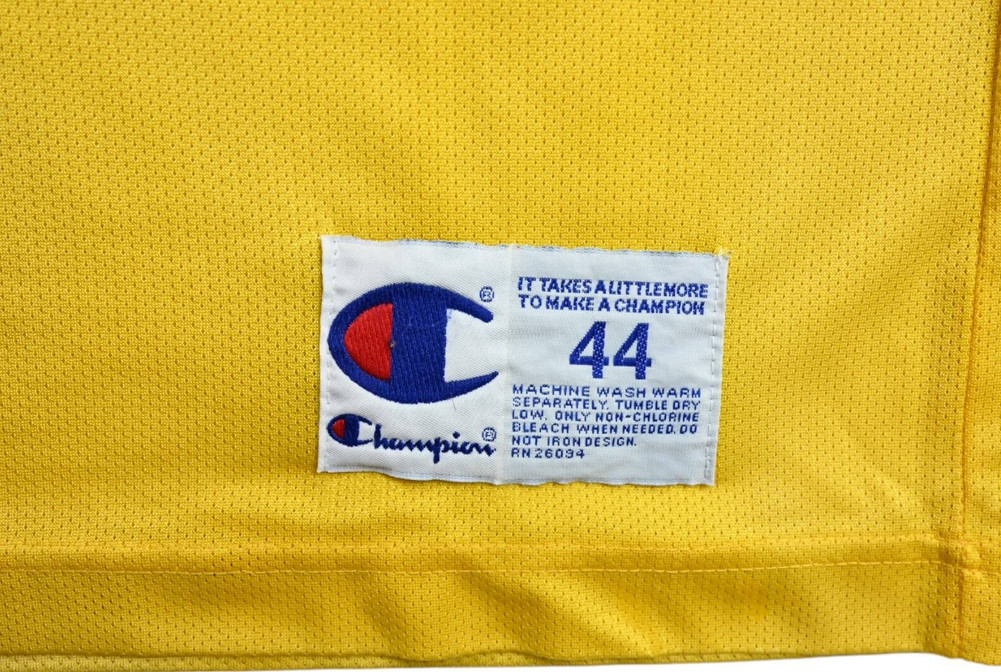 Champion®
®
IT TAKES A LITTLE MORE
TO MAKE A CHAMPION
44
MACHINE WASH WARM
SEPARATELY. TUMBLE DRY
LOW. ONLY NON-CHLORINE
BLEACH WHEN NEEDED. DO
NOT IRON DESIGN.
RN 26094